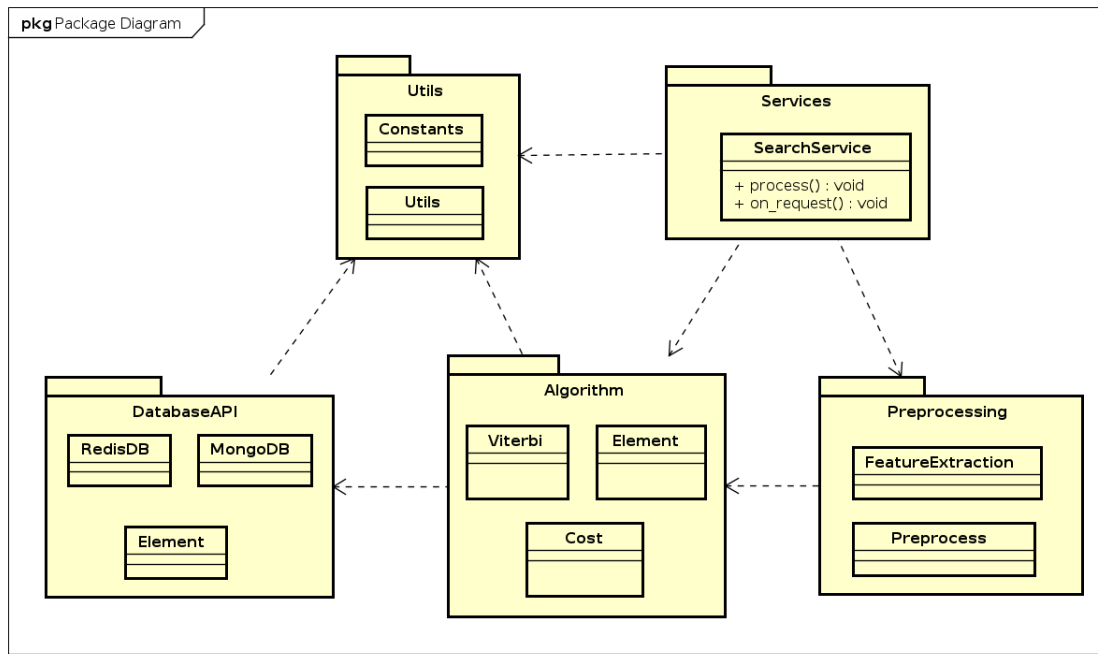 pkg Package Diagram
Utils
Constants
Utils
Services
SearchService
+ process() : void
+ on_request() : void
DatabaseAPI
RedisDB
MongoDB
Element
Algorithm
Viterbi
Element
Cost
Preprocessing
FeatureExtraction
Preprocess